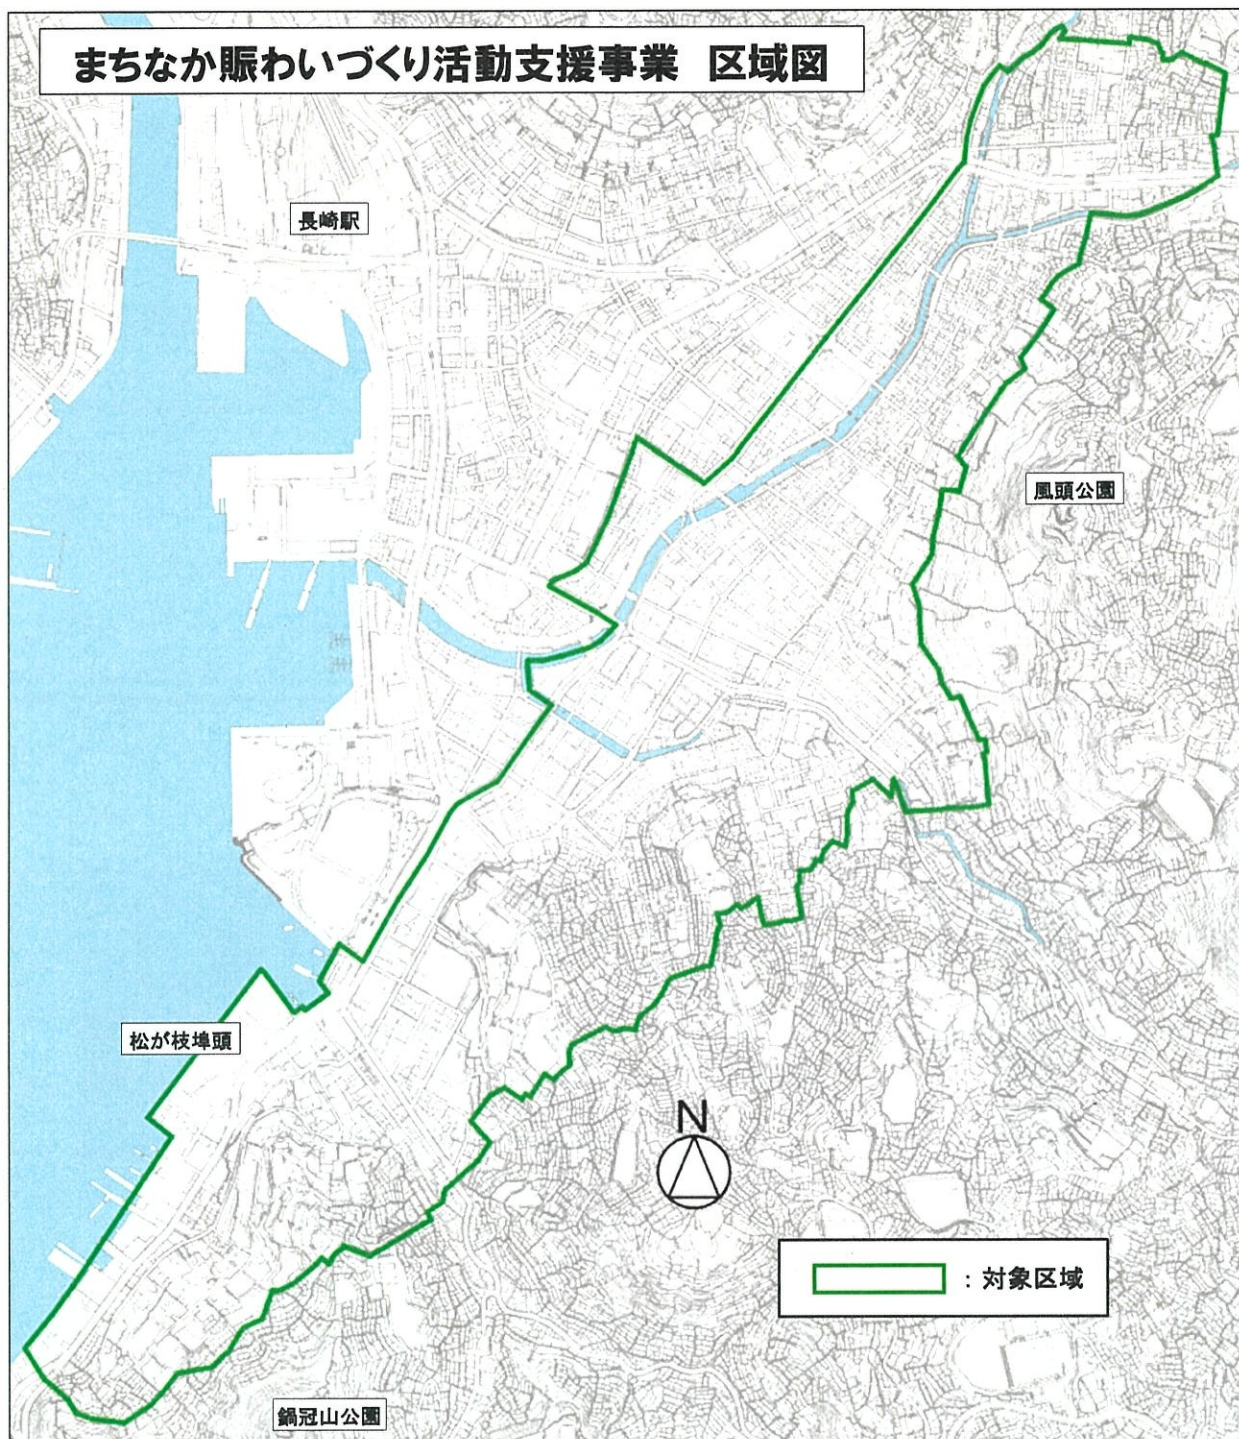 まちなか賑わいづくり活動支援事業 区域図
長崎駅
風頭公園
松が枝埠頭
N
：対象区域
鍋冠山公園